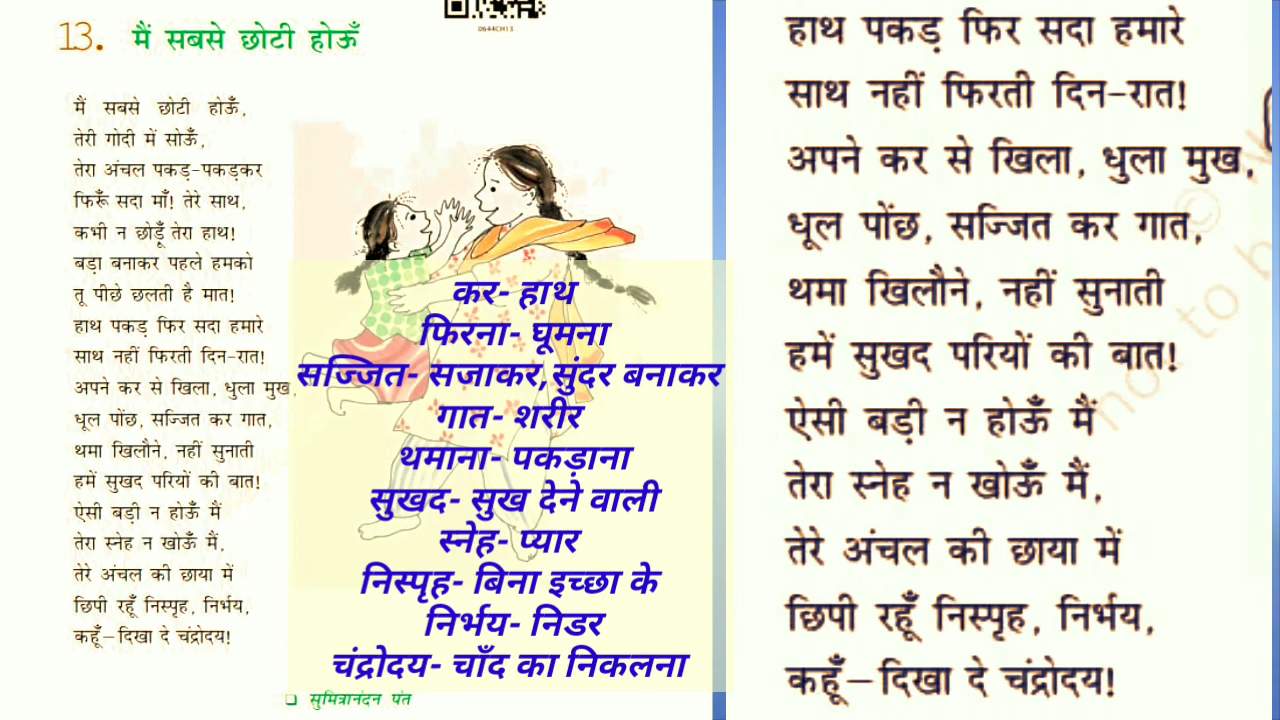 13. मैं सबसे छोटी होऊँ
0644CH13
मैं सबसे छोटी होऊँ,
तेरी गोदी में सोऊँ,
तेरा अंचल पकड़-पकड़कर
फिरूँ सदा माँ! तेरे साथ,
कभी न छोड़ूँ तेरा हाथ!
बड़ा बनाकर पहले हमको
तू पीछे छलती है मात!
हाथ पकड़ फिर सदा हमारे
साथ नहीं फिरती दिन-रात!
अपने कर से खिला, धुला मुख,
धूल पोंछ, सज्जित कर गात,
थमा खिलौने, नहीं सुनाती
हमें सुखद परियों की बात!
ऐसी बड़ी न होऊँ मैं
तेरा स्नेह न खोऊँ मैं,
तेरे अंचल की छाया में
छिपी रहूँ निस्पृह, निर्भय,
कहूँ–दिखा दे चंद्रोदय!
❑ सुमित्रानंदन पंत
कर- हाथ
फिरना- घूमना
सज्जित- सजाकर,सुंदर बनाकर
गात- शरीर
थमाना- पकड़ाना
सुखद- सुख देने वाली
स्नेह- प्यार
निस्पृह- बिना इच्छा के
निर्भय- निडर
चंद्रोदय- चाँद का निकलना
हाथ पकड़ फिर सदा हमारे
साथ नहीं फिरती दिन-रात!
अपने कर से खिला, धुला मुख,
धूल पोंछ, सज्जित कर गात,
थमा खिलौने, नहीं सुनाती
हमें सुखद परियों की बात!
ऐसी बड़ी न होऊँ मैं
तेरा स्नेह न खोऊँ मैं,
तेरे अंचल की छाया में
छिपी रहूँ निस्पृह, निर्भय,
कहूँ–दिखा दे चंद्रोदय!
not to b